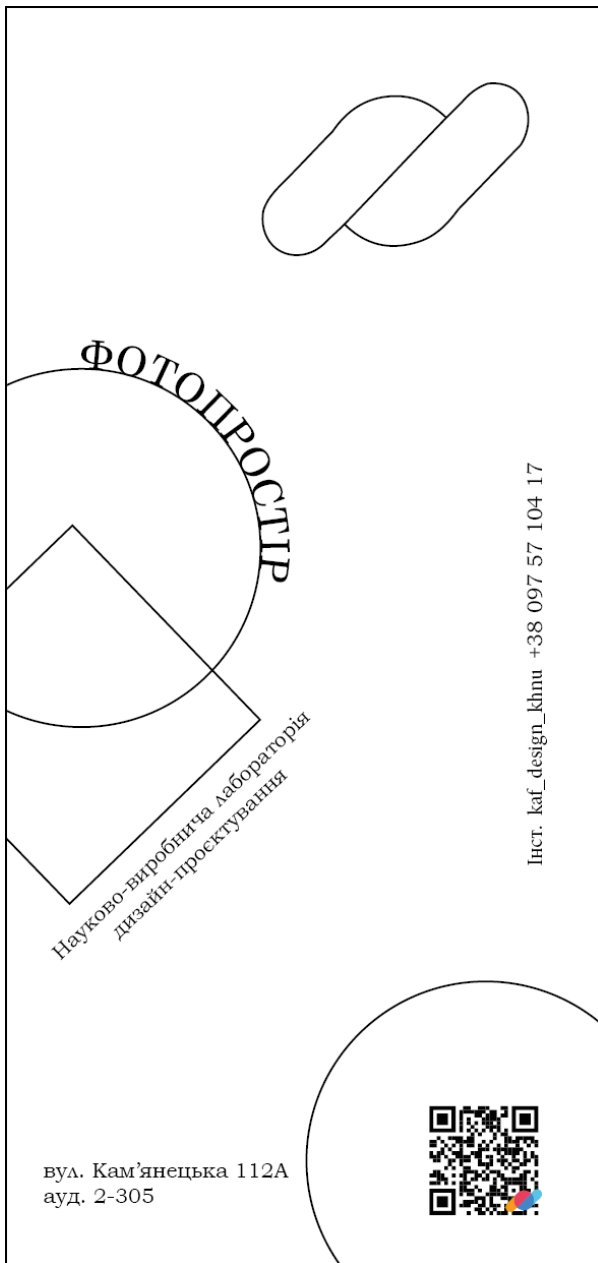 ФОТОПРОСТІР
Інст. kaf_design_khnu +38 097 57 104 17
Науково-виробнича лабораторія
дизайн-проєктування
вул. Кам’янецька 112А
ауд. 2-305